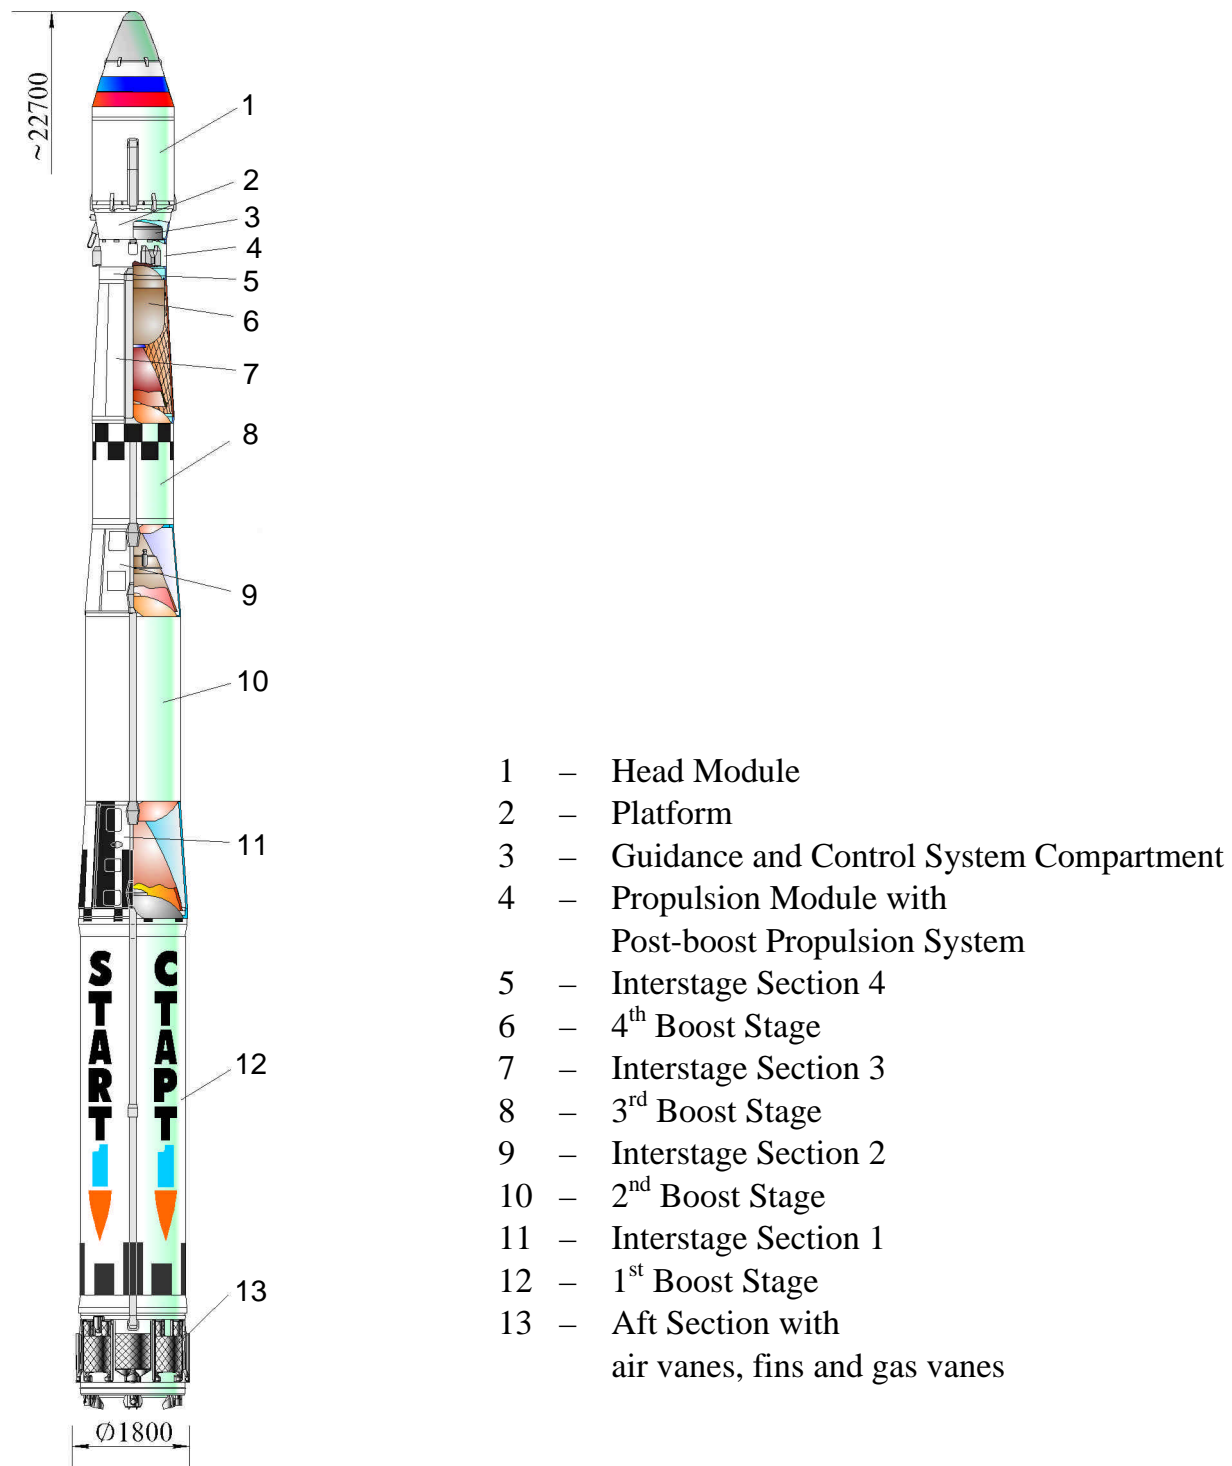 ~22700
1
2
3
4
5
6
7
8
9
10
11
12
13
START
СТАРТ
Ø1800
1 – Head Module
2 – Platform
3 – Guidance and Control System Compartment
4 – Propulsion Module with
Post-boost Propulsion System
5 – Interstage Section 4
6 – 4th Boost Stage
7 – Interstage Section 3
8 – 3rd Boost Stage
9 – Interstage Section 2
10 – 2nd Boost Stage
11 – Interstage Section 1
12 – 1st Boost Stage
13 – Aft Section with
air vanes, fins and gas vanes